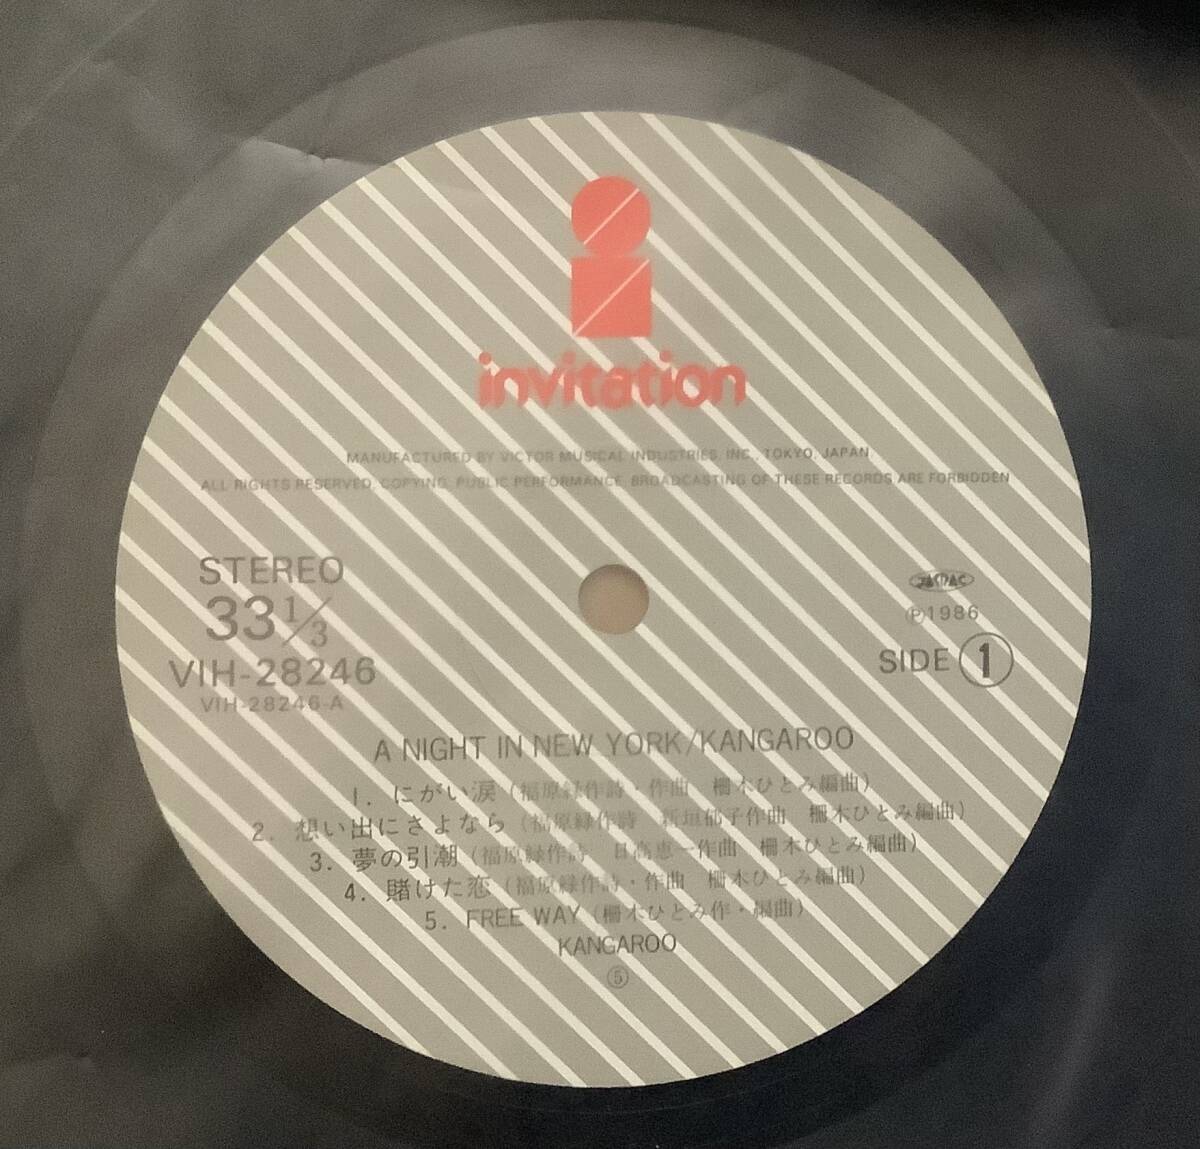 invitation
MANUFACTURED BY VICTOR MUSICAL INDUSTRIES, INC., TOKYO, JAPAN.
ALL RIGHTS RESERVED, COPYING, PUBLIC PERFORMANCE, BROADCASTING OF THESE RECORDS ARE FORBIDDEN
STEREO
33 1/3
VIH-28246
VIH-28246-A
JASRAC
Ⓟ1986
SIDE 1
A NIGHT IN NEW YORK/KANGAROO
1. にがい涙 (福原緑作詩・作曲 柵木ひとみ編曲)
2. 想い出にさよなら (福原緑作詩 新垣郁子作曲 柵木ひとみ編曲)
3. 夢の引潮 (福原緑作詩 日高恵一作曲 柵木ひとみ編曲)
4. 賭けた恋 (福原緑作詩・作曲 柵木ひとみ編曲)
5. FREE WAY (柵木ひとみ作・編曲)
KANGAROO
⑤